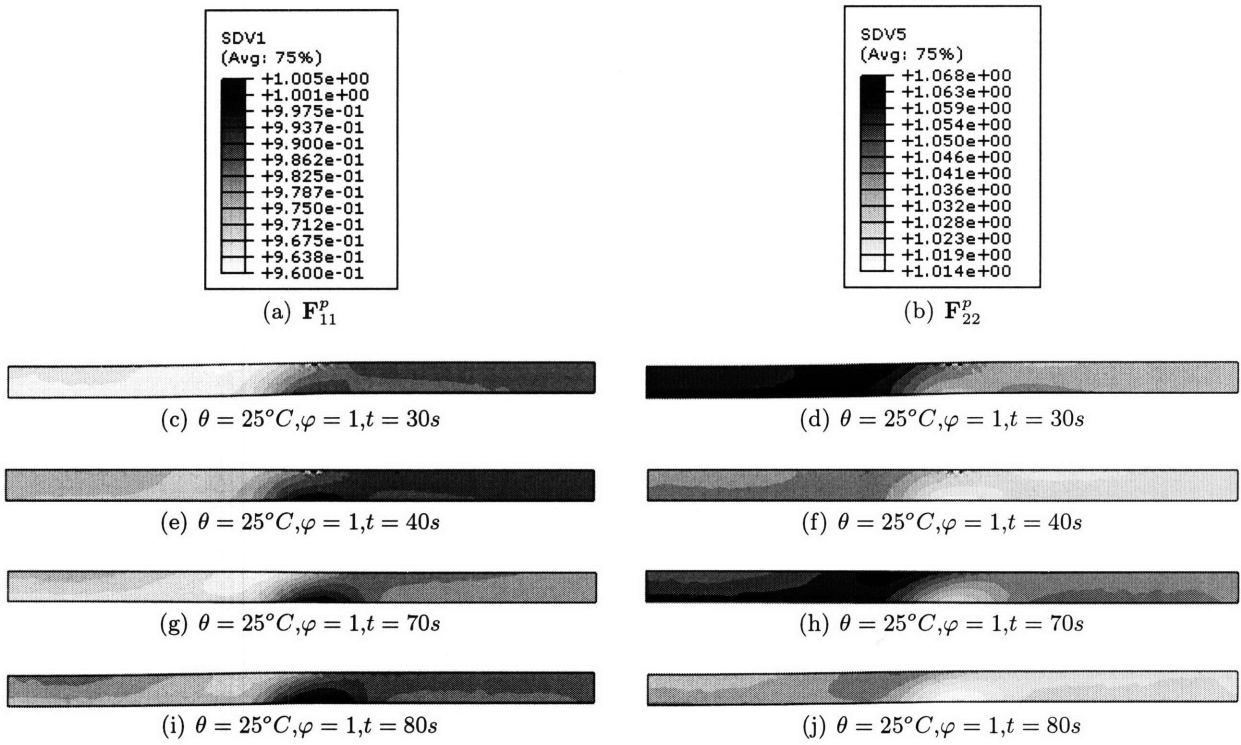 SDV1
(Avg: 75%)
+1.005e+00
+1.001e+00
+9.975e-01
+9.937e-01
+9.900e-01
+9.862e-01
+9.825e-01
+9.787e-01
+9.750e-01
+9.712e-01
+9.675e-01
+9.638e-01
+9.600e-01
(a) F^p_11
SDV5
(Avg: 75%)
+1.068e+00
+1.063e+00
+1.059e+00
+1.054e+00
+1.050e+00
+1.046e+00
+1.041e+00
+1.036e+00
+1.032e+00
+1.028e+00
+1.023e+00
+1.019e+00
+1.014e+00
(b) F^p_22
(c) θ = 25°C,φ = 1,t = 30s
(d) θ = 25°C,φ = 1,t = 30s
(e) θ = 25°C,φ = 1,t = 40s
(f) θ = 25°C,φ = 1,t = 40s
(g) θ = 25°C,φ = 1,t = 70s
(h) θ = 25°C,φ = 1,t = 70s
(i) θ = 25°C,φ = 1,t = 80s
(j) θ = 25°C,φ = 1,t = 80s